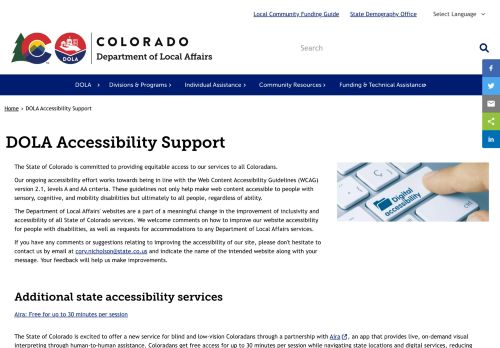 Local Community Funding Guide State Demography Office Select Language
COLORADO
Department of Local Affairs
DOLA
Search
DOLA Divisions & Programs Individual Assistance Community Resources Funding & Technical Assistance
Home > DOLA Accessibility Support
DOLA Accessibility Support
The State of Colorado is committed to providing equitable access to our services to all Coloradans.
Our ongoing accessibility effort works towards being in line with the Web Content Accessibility Guidelines (WCAG)
version 2.1, levels A and AA criteria. These guidelines not only help make web content accessible to people with
sensory, cognitive, and mobility disabilities but ultimately to all people, regardless of ability.
The Department of Local Affairs' websites are a part of a meaningful change in the improvement of inclusivity and
accessibility of all State of Colorado services. We welcome comments on how to improve our website accessibility
for people with disabilities, as well as requests for accommodations to any Department of Local Affairs services.
If you have any comments or suggestions relating to improving the accessibility of our site, please don't hesitate to
contact us by email at cory.nicholson@state.co.us and indicate the name of the intended website along with your
message. Your feedback will help us make improvements.
Digital
accessibility
Additional state accessibility services
Aira: Free for up to 30 minutes per session
The State of Colorado is excited to offer a new service for blind and low-vision Coloradans through a partnership with Aira, an app that provides live, on-demand visual
interpreting through human-to-human assistance. Coloradans get free access for up to 30 minutes per session while navigating state locations and digital services, reducing